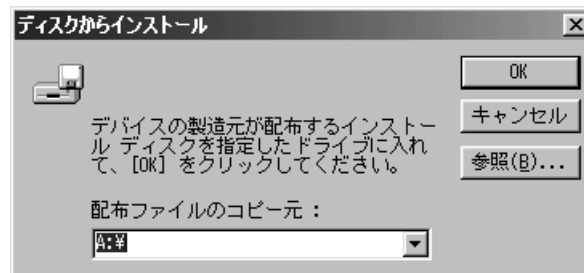 ディスクからインストール
OK
デバイスの製造元が配布するインストー
ル ディスクを指定したドライブに入れ
て、[OK] をクリックしてください。
キャンセル
参照(B)...
配布ファイルのコピー元：
A:¥